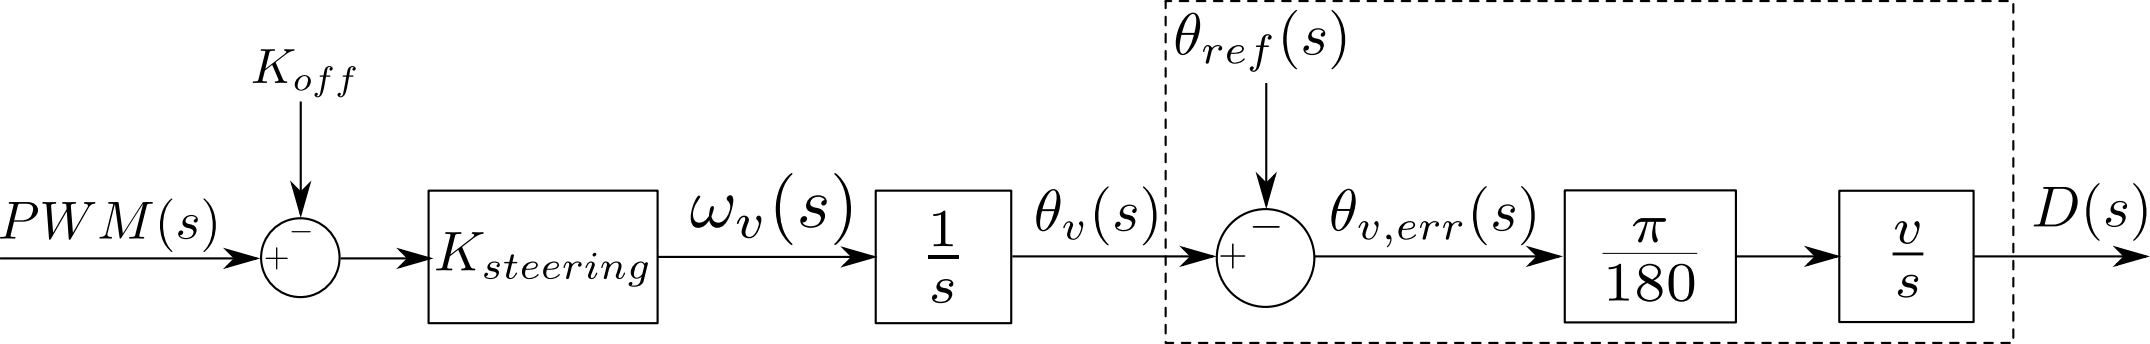 K_{off}
θ_{ref}(s)
PWM(s)
+
−
K_{steering}
ω_v(s)
1
s
θ_v(s)
+
−
θ_{v,err}(s)
π
180
v
s
D(s)